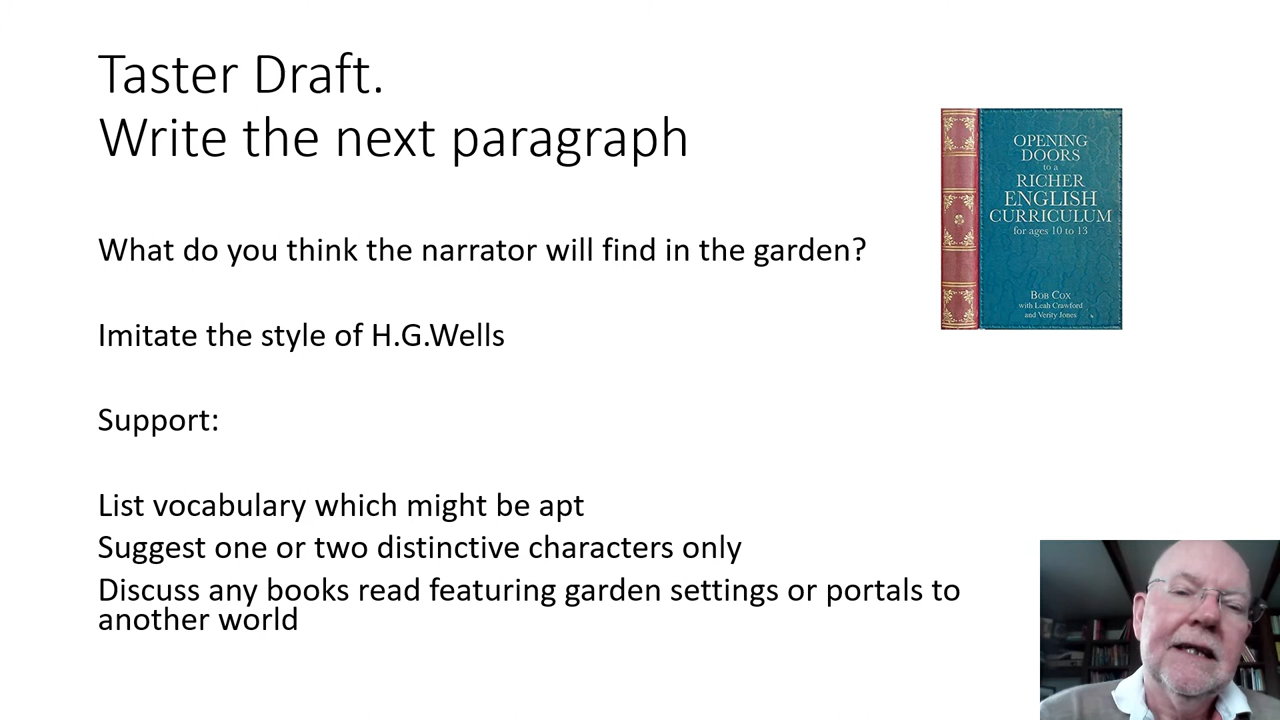 Taster Draft.
Write the next paragraph
What do you think the narrator will find in the garden?
Imitate the style of H.G.Wells
Support:
List vocabulary which might be apt
Suggest one or two distinctive characters only
Discuss any books read featuring garden settings or portals to
another world
OPENING
DOORS
to a
RICHER
ENGLISH
CURRICULUM
for ages 10 to 13
BOB COX
with Leah Crawford
and Verity Jones